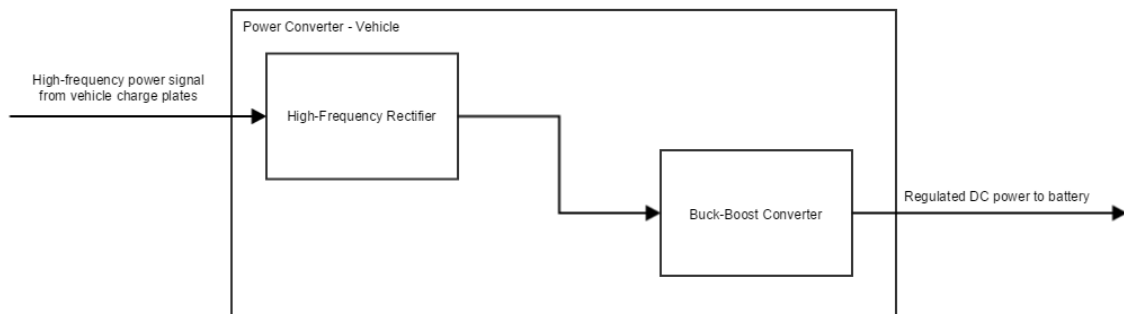 Power Converter - Vehicle
High-frequency power signal
from vehicle charge plates
High-Frequency Rectifier
Buck-Boost Converter
Regulated DC power to battery